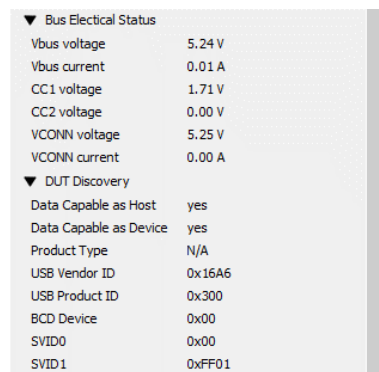 ▼ Bus Electical Status
Vbus voltage 5.24 V
Vbus current 0.01 A
CC1 voltage 1.71 V
CC2 voltage 0.00 V
VCONN voltage 5.25 V
VCONN current 0.00 A
▼ DUT Discovery
Data Capable as Host yes
Data Capable as Device yes
Product Type N/A
USB Vendor ID 0x16A6
USB Product ID 0x300
BCD Device 0x00
SVID0 0x00
SVID1 0xFF01